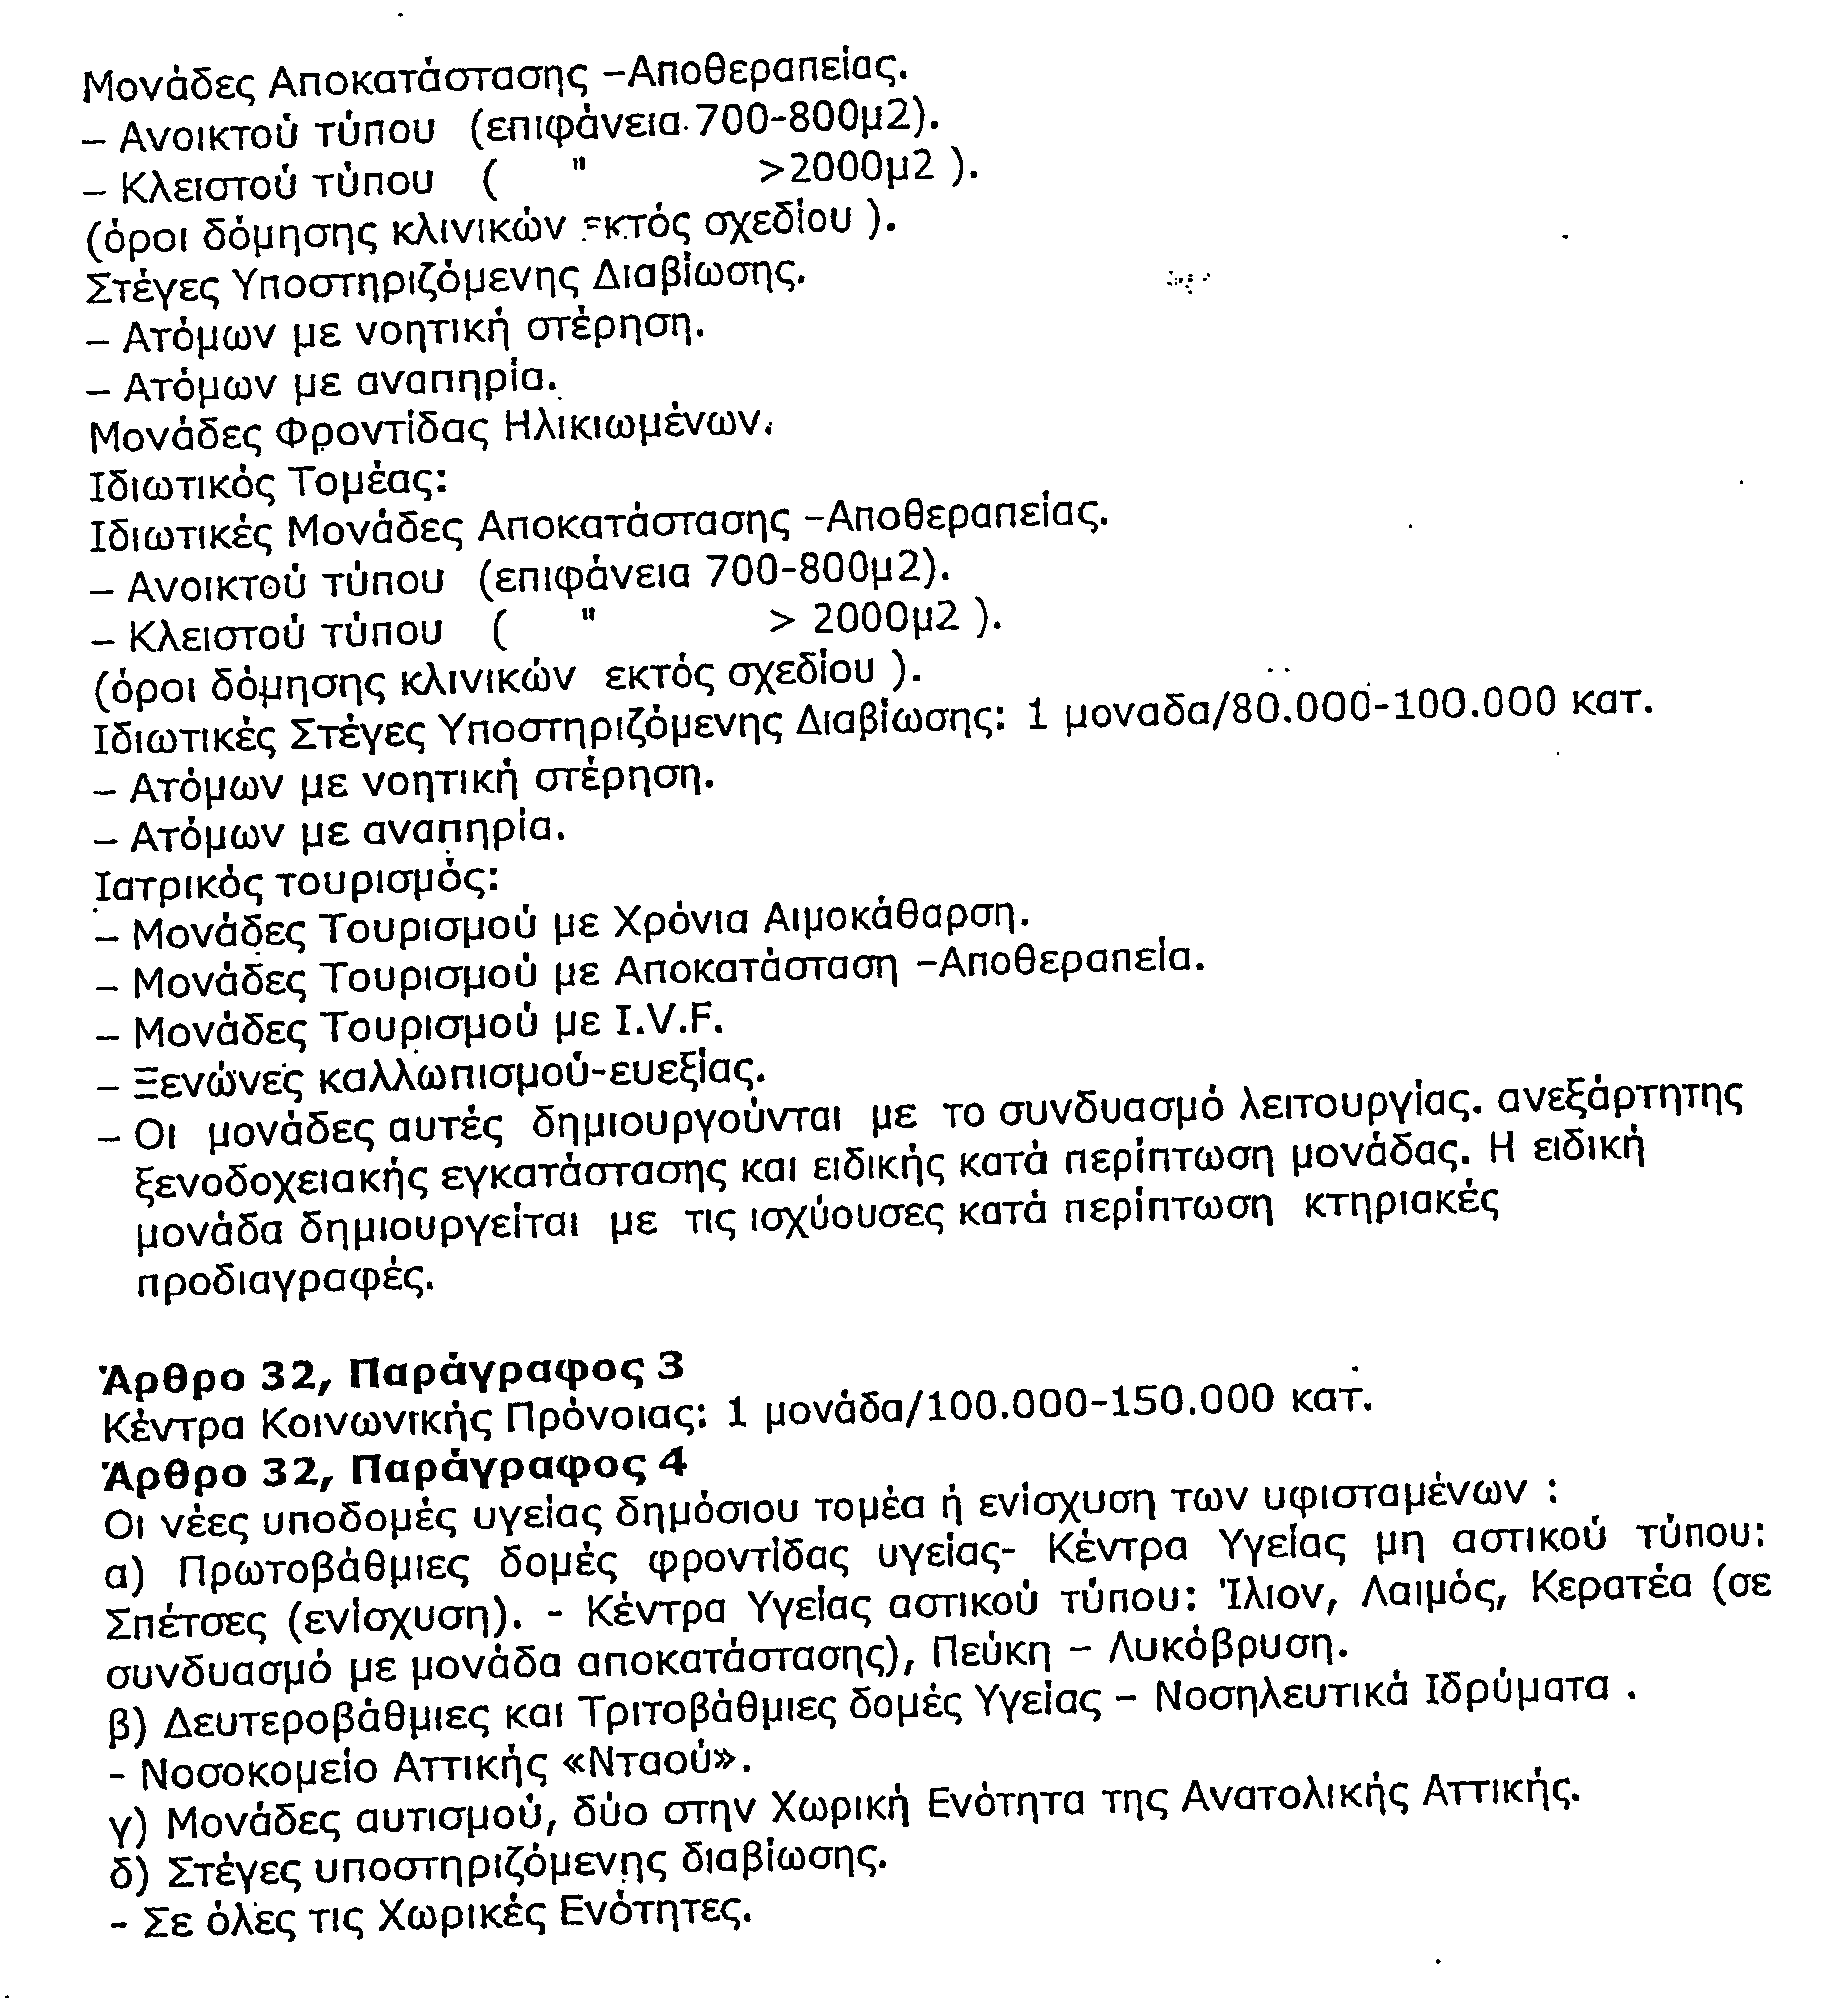 Μονάδες Αποκατάστασης –Αποθεραπείας.
– Ανοικτού τύπου (επιφάνεια 700-800μ2).
– Κλειστού τύπου ( " >2000μ2 ).
(όροι δόμησης κλινικών εκτός σχεδίου ).
Στέγες Υποστηριζόμενης Διαβίωσης.
– Ατόμων με νοητική στέρηση.
– Ατόμων με αναπηρία.
Μονάδες Φροντίδας Ηλικιωμένων.
Ιδιωτικός Τομέας:
Ιδιωτικές Μονάδες Αποκατάστασης –Αποθεραπείας.
– Ανοικτού τύπου (επιφάνεια 700-800μ2).
– Κλειστού τύπου ( " > 2000μ2 ).
(όροι δόμησης κλινικών εκτός σχεδίου ).
Ιδιωτικές Στέγες Υποστηριζόμενης Διαβίωσης: 1 μοναδα/80.000-100.000 κατ.
– Ατόμων με νοητική στέρηση.
– Ατόμων με αναπηρία.
Ιατρικός τουρισμός:
– Μονάδες Τουρισμού με Χρόνια Αιμοκάθαρση.
– Μονάδες Τουρισμού με Αποκατάσταση –Αποθεραπεία.
– Μονάδες Τουρισμού με I.V.F.
– Ξενώνες καλλωπισμού-ευεξίας.
– Οι μονάδες αυτές δημιουργούνται με το συνδυασμό λειτουργίας. ανεξάρτητης
ξενοδοχειακής εγκατάστασης και ειδικής κατά περίπτωση μονάδας. Η ειδική
μονάδα δημιουργείται με τις ισχύουσες κατά περίπτωση κτηριακές
προδιαγραφές.
Άρθρο 32, Παράγραφος 3
Κέντρα Κοινωνικής Πρόνοιας: 1 μονάδα/100.000-150.000 κατ.
Άρθρο 32, Παράγραφος 4
Οι νέες υποδομές υγείας δημόσιου τομέα ή ενίσχυση των υφισταμένων :
α) Πρωτοβάθμιες δομές φροντίδας υγείας- Κέντρα Υγείας μη αστικού τύπου:
Σπέτσες (ενίσχυση). - Κέντρα Υγείας αστικού τύπου: Ίλιον, Λαιμός, Κερατέα (σε
συνδυασμό με μονάδα αποκατάστασης), Πεύκη – Λυκόβρυση.
β) Δευτεροβάθμιες και Τριτοβάθμιες δομές Υγείας – Νοσηλευτικά Ιδρύματα .
- Νοσοκομείο Αττικής «Νταού».
γ) Μονάδες αυτισμού, δύο στην Χωρική Ενότητα της Ανατολικής Αττικής.
δ) Στέγες υποστηριζόμενης διαβίωσης.
- Σε όλες τις Χωρικές Ενότητες.